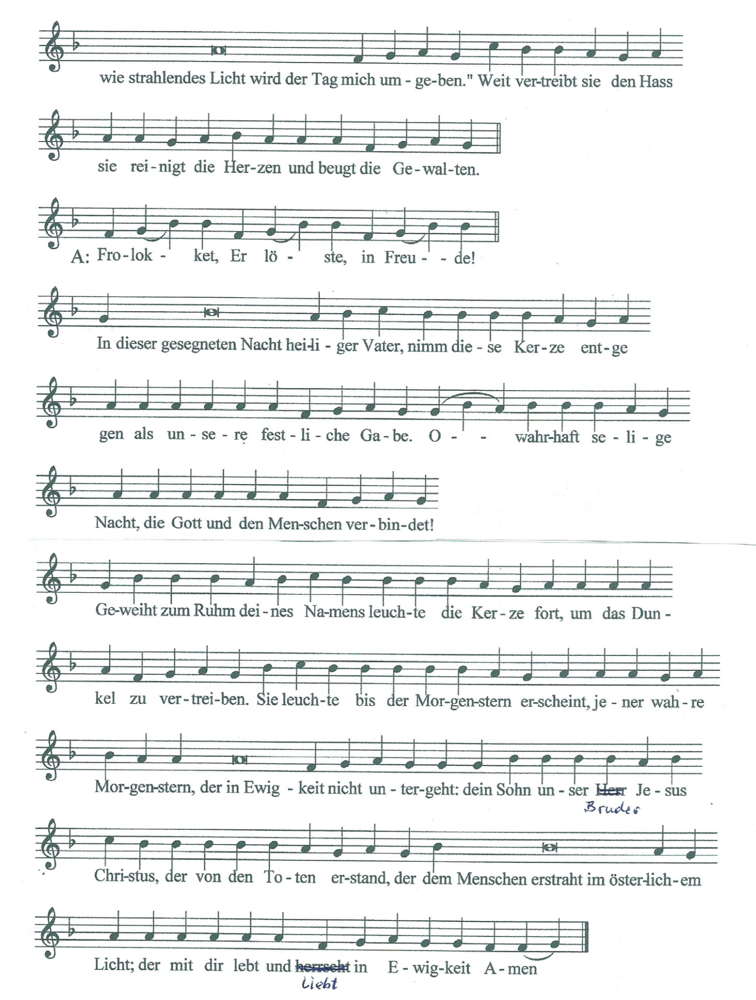 wie strahlendes Licht wird der Tag mich um - ge-ben." Weit ver-treibt sie den Hass
sie rei-nigt die Her-zen und beugt die Ge-wal-ten.
A: Fro-lok - ket, Er lö - ste, in Freu - - de!
In dieser gesegneten Nacht hei-li - ger Vater, nimm die - se Ker-ze ent-ge
gen als un - se - re fest - li - che Ga-be. O - - wahr-haft se - li - ge
Nacht, die Gott und den Men-schen ver-bin-det!
Ge-weiht zum Ruhm dei-nes Na-mens leuch-te die Ker-ze fort, um das Dun -
kel zu ver-trei-ben. Sie leuch-te bis der Mor-gen-stern er-scheint, je - ner wah-re
Mor-gen-stern, der in Ewig - keit nicht un - ter-geht: dein Sohn un - ser Herr Je - sus
Bruder
Chri-stus, der von den To-ten er-stand, der dem Menschen erstraht im öster-lich-em
Licht; der mit dir lebt und herrscht in E - wig-keit A-men
Liebt